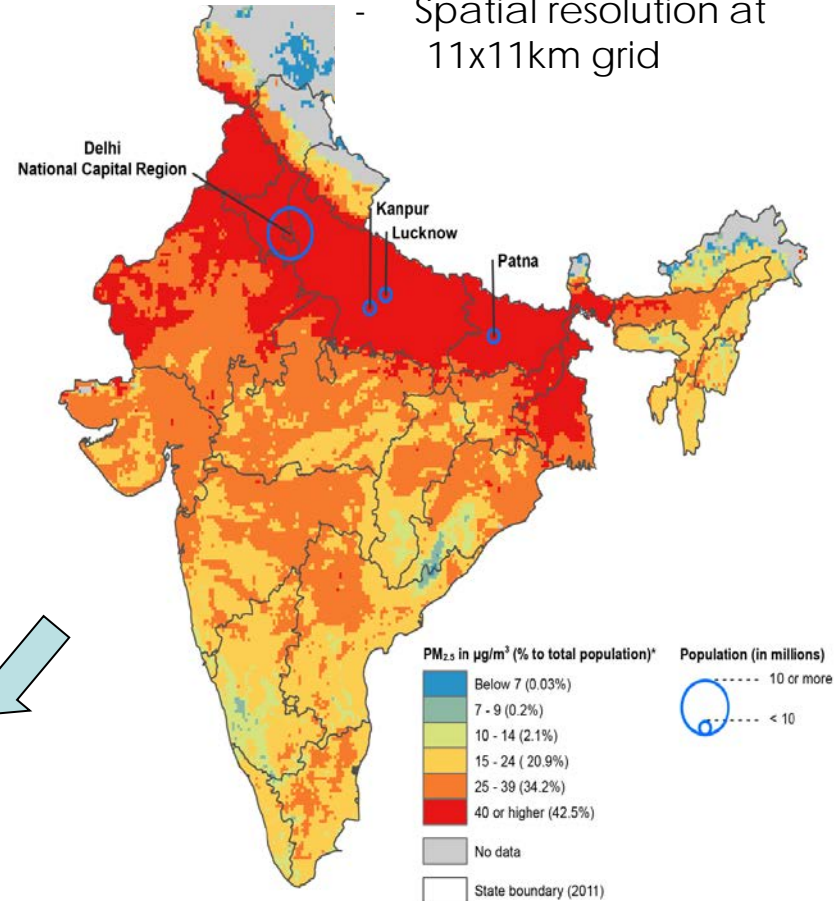 - Spatial resolution at
11x11km grid
Delhi
National Capital Region
Kanpur
Lucknow
Patna
PM₂.₅ in µg/m³ (% to total population)*
Below 7 (0.03%)
7 - 9 (0.2%)
10 - 14 (2.1%)
15 - 24 ( 20.9%)
25 - 39 (34.2%)
40 or higher (42.5%)
No data
State boundary (2011)
Population (in millions)
10 or more
< 10